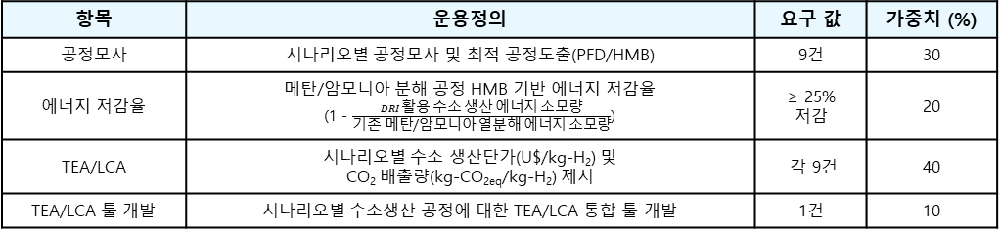 항목 운용정의 요구 값 가중치 (%)
공정모사 시나리오별 공정모사 및 최적 공정도출(PFD/HMB) 9건 30
에너지 저감율 메탄/암모니아 분해 공정 HMB 기반 에너지 저감율
(1 - DRI 활용 수소 생산 에너지 소모량
기존 메탄/암모니아 열분해 에너지 소모량)
≥ 25%
저감
20
TEA/LCA 시나리오별 수소 생산단가(U$/kg-H₂) 및
CO₂ 배출량(kg-CO₂eq/kg-H₂) 제시
각 9건 40
TEA/LCA 툴 개발 시나리오별 수소생산 공정에 대한 TEA/LCA 통합 툴 개발 1건 10